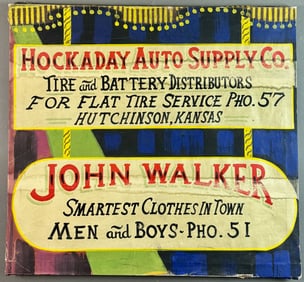 HOCKADAY AUTO SUPPLY CO.
TIRE and BATTERY DISTRIBUTORS
FOR FLAT TIRE SERVICE PHO. 57
HUTCHINSON, KANSAS
JOHN WALKER
SMARTEST CLOTHES IN TOWN
MEN and BOYS - PHO. 51